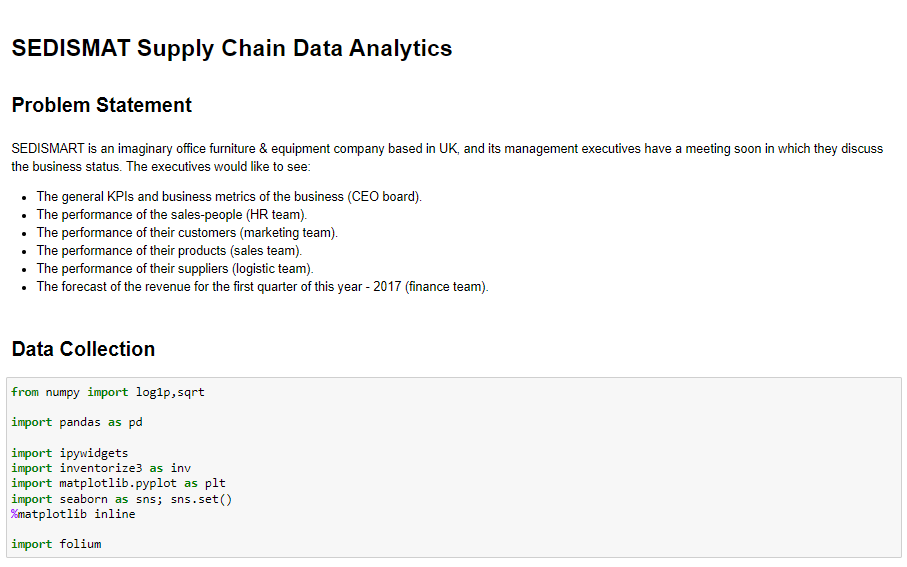 SEDISMAT Supply Chain Data Analytics
Problem Statement
SEDISMART is an imaginary office furniture & equipment company based in UK, and its management executives have a meeting soon in which they discuss
the business status. The executives would like to see:
• The general KPIs and business metrics of the business (CEO board).
• The performance of the sales-people (HR team).
• The performance of their customers (marketing team).
• The performance of their products (sales team).
• The performance of their suppliers (logistic team).
• The forecast of the revenue for the first quarter of this year - 2017 (finance team).
Data Collection
from numpy import log1p,sqrt
import pandas as pd
import ipywidgets
import inventorize3 as inv
import matplotlib.pyplot as plt
import seaborn as sns; sns.set()
%matplotlib inline
import folium